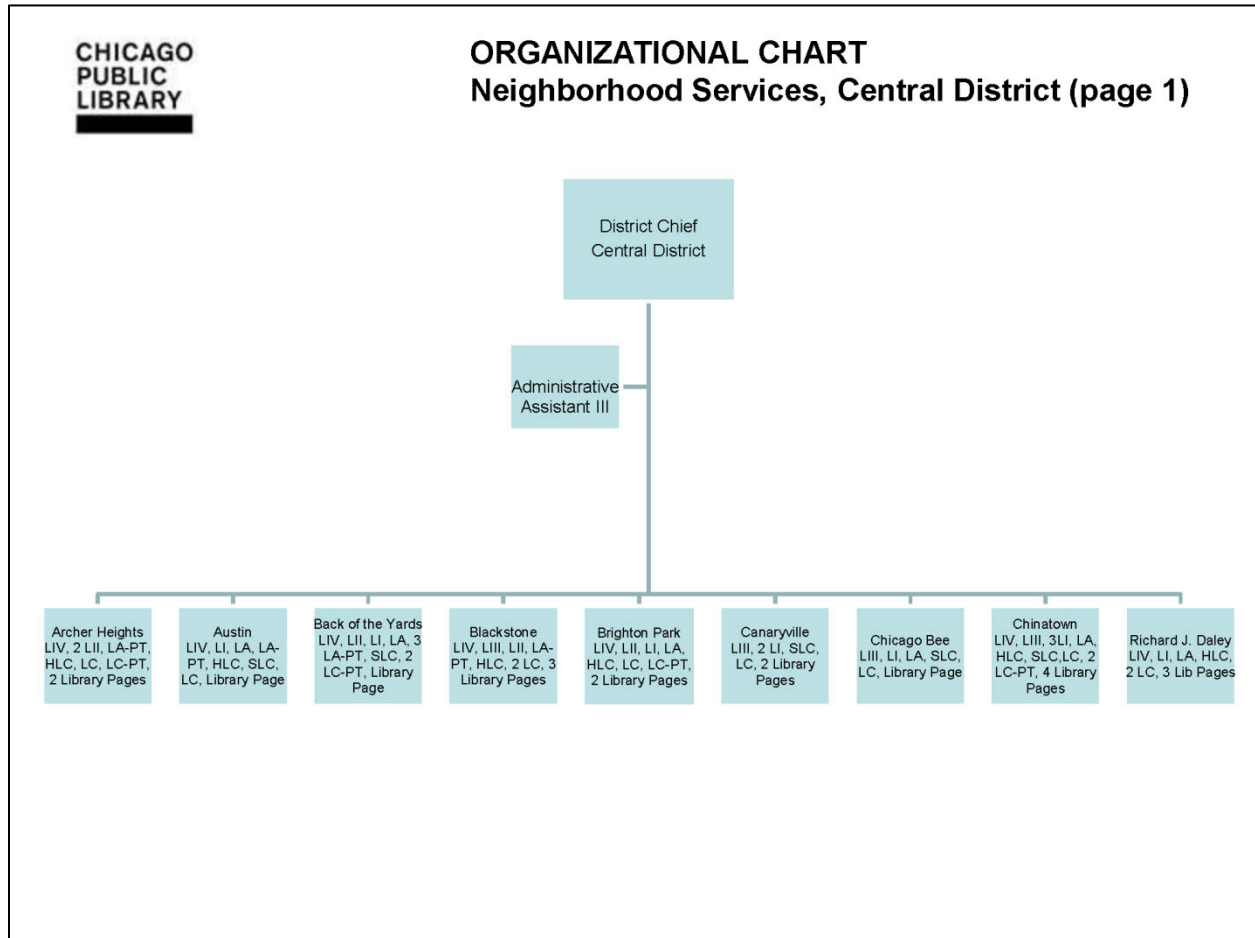 CHICAGO
PUBLIC
LIBRARY
ORGANIZATIONAL CHART
Neighborhood Services, Central District (page 1)
District Chief
Central District
Administrative
Assistant III
Archer Heights
LIV, 2 LII, LA-PT,
HLC, LC, LC-PT,
2 Library Pages
Austin
LIV, LI, LA, LA-
PT, HLC, SLC,
LC, Library Page
Back of the Yards
LIV, LII, LI, LA, 3
LA-PT, SLC, 2
LC-PT, Library
Page
Blackstone
LIV, LIII, LII, LA-
PT, HLC, 2 LC, 3
Library Pages
Brighton Park
LIV, LII, LI, LA,
HLC, LC, LC-PT,
2 Library Pages
Canaryville
LIII, 2 LI, SLC,
LC, 2 Library
Pages
Chicago Bee
LIII, LI, LA, SLC,
LC, Library Page
Chinatown
LIV, LIII, 3LI, LA,
HLC, SLC,LC, 2
LC-PT, 4 Library
Pages
Richard J. Daley
LIV, LI, LA, HLC,
2 LC, 3 Lib Pages